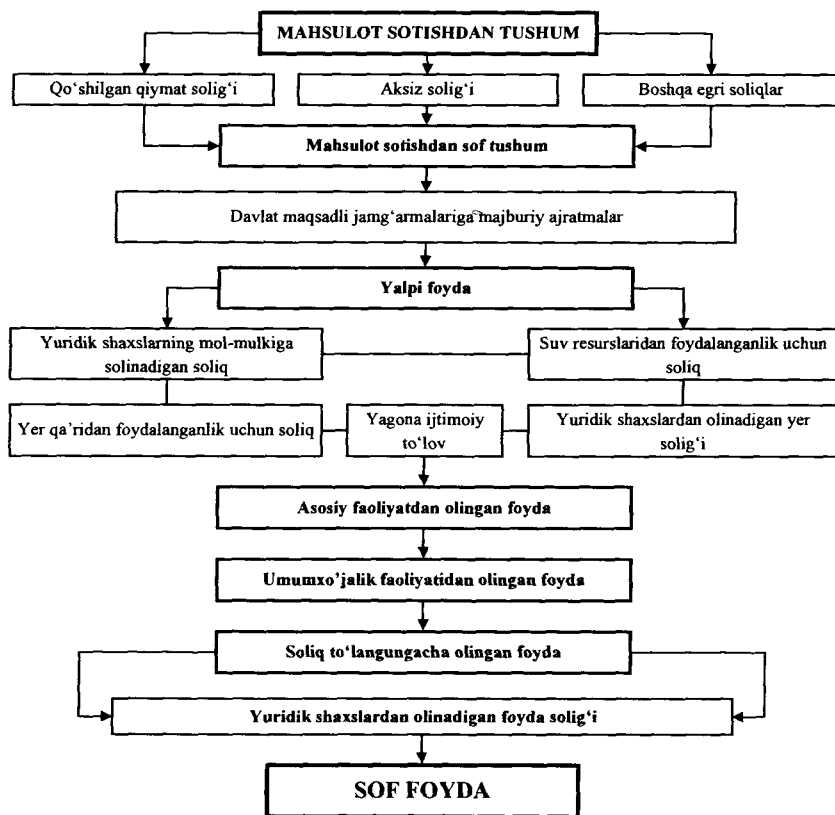 MAHSULOT SOTISHDAN TUSHUM
Qo‘shilgan qiymat solig‘i
Aksiz solig‘i
Boshqa egri soliqlar
Mahsulot sotishdan sof tushum
Davlat maqsadli jamg‘armalariga majburiy ajratmalar
Yalpi foyda
Yuridik shaxslarning mol-mulkiga
solinadigan soliq
Suv resurslaridan foydalanganlik uchun
soliq
Yer qa’ridan foydalanganlik uchun soliq
Yagona ijtimoiy
to‘lov
Yuridik shaxslardan olinadigan yer
solig‘i
Asosiy faoliyatdan olingan foyda
Umumxo’jalik faoliyatidan olingan foyda
Soliq to‘langungacha olingan foyda
Yuridik shaxslardan olinadigan foyda solig‘i
SOF FOYDA